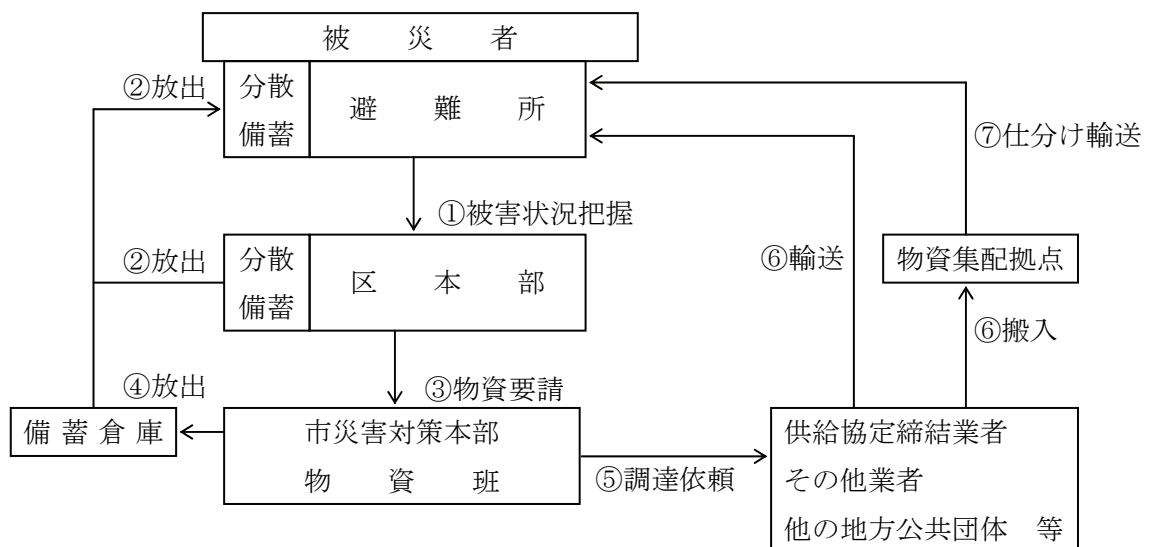 被　災　者
②放出
分散
備蓄
避　難　所
⑦仕分け輸送
①被害状況把握
②放出
分散
備蓄
区　本　部
⑥輸送
物資集配拠点
⑥搬入
④放出
③物資要請
備蓄倉庫
市災害対策本部
物　資　班
⑤調達依頼
供給協定締結業者
その他業者
他の地方公共団体　等